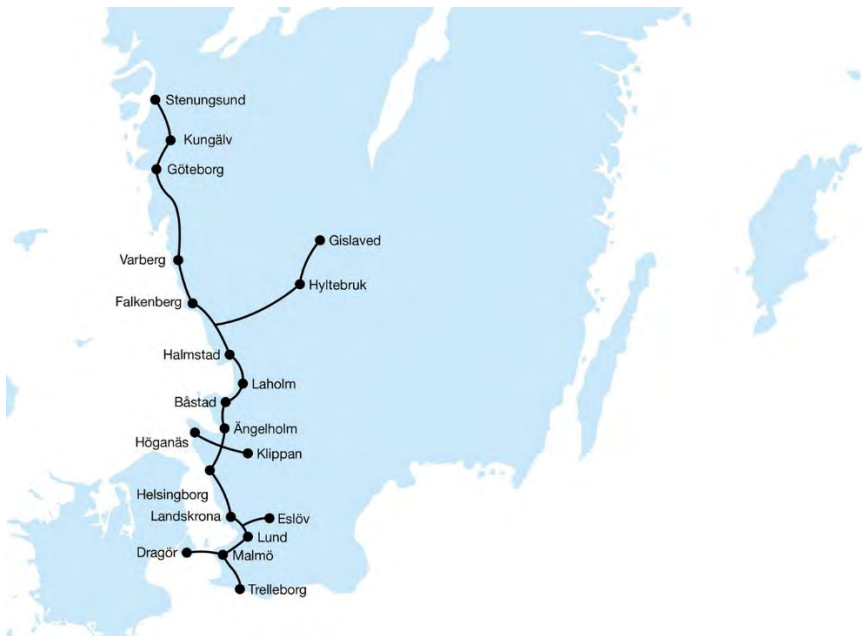 Stenungsund
Kungälv
Göteborg
Gislaved
Varberg
Hyltebruk
Falkenberg
Halmstad
Laholm
Båstad
Ängelholm
Höganäs
Klippan
Helsingborg
Landskrona
Eslöv
Lund
Dragör
Malmö
Trelleborg